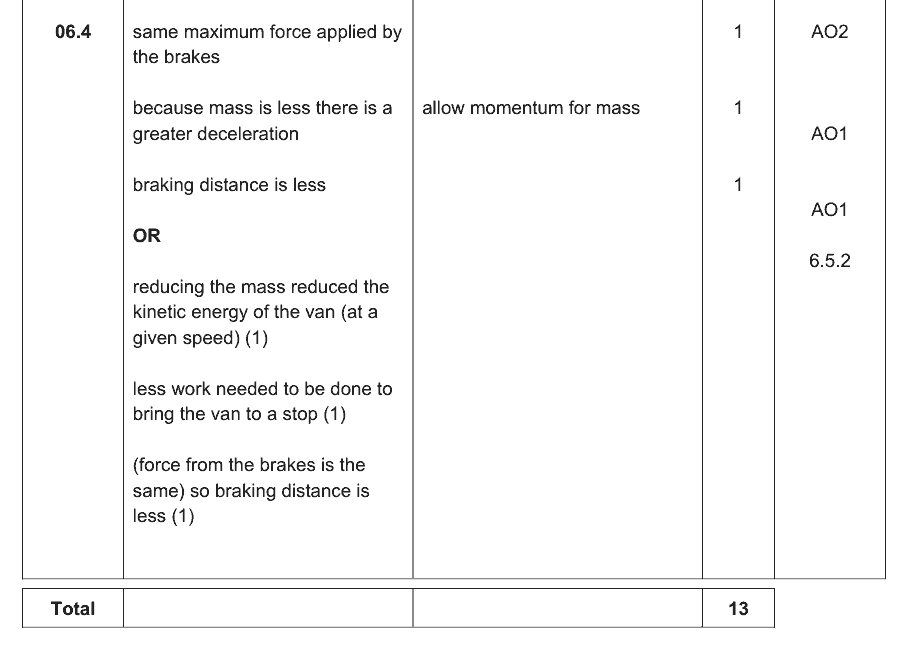 06.4
same maximum force applied by
the brakes
1
AO2
because mass is less there is a
greater deceleration
allow momentum for mass
1
AO1
braking distance is less
1
AO1
OR
6.5.2
reducing the mass reduced the
kinetic energy of the van (at a
given speed) (1)
less work needed to be done to
bring the van to a stop (1)
(force from the brakes is the
same) so braking distance is
less (1)
Total
13